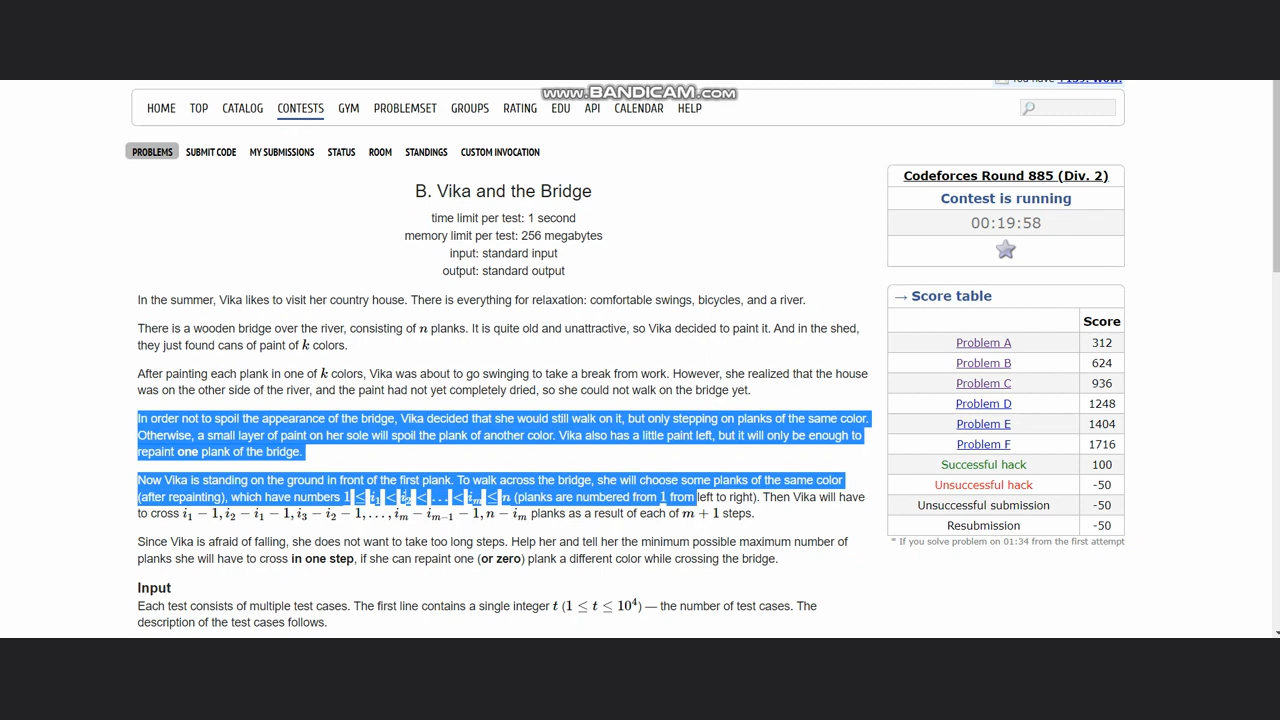 You have +139! Wow!
www.BANDICAM.com
HOME TOP CATALOG CONTESTS GYM PROBLEMSET GROUPS RATING EDU API CALENDAR HELP
PROBLEMS SUBMIT CODE MY SUBMISSIONS STATUS ROOM STANDINGS CUSTOM INVOCATION
B. Vika and the Bridge
time limit per test: 1 second
memory limit per test: 256 megabytes
input: standard input
output: standard output
In the summer, Vika likes to visit her country house. There is everything for relaxation: comfortable swings, bicycles, and a river.
There is a wooden bridge over the river, consisting of n planks. It is quite old and unattractive, so Vika decided to paint it. And in the shed,
they just found cans of paint of k colors.
After painting each plank in one of k colors, Vika was about to go swinging to take a break from work. However, she realized that the house
was on the other side of the river, and the paint had not yet completely dried, so she could not walk on the bridge yet.
In order not to spoil the appearance of the bridge, Vika decided that she would still walk on it, but only stepping on planks of the same color.
Otherwise, a small layer of paint on her sole will spoil the plank of another color. Vika also has a little paint left, but it will only be enough to
repaint one plank of the bridge.
Now Vika is standing on the ground in front of the first plank. To walk across the bridge, she will choose some planks of the same color
(after repainting), which have numbers 1 ≤ i₁ < i₂ < … < iₘ ≤ n (planks are numbered from 1 from left to right). Then Vika will have
to cross i₁ − 1, i₂ − i₁ − 1, i₃ − i₂ − 1, …, iₘ − iₘ₋₁ − 1, n − iₘ planks as a result of each of m + 1 steps.
Since Vika is afraid of falling, she does not want to take too long steps. Help her and tell her the minimum possible maximum number of
planks she will have to cross in one step, if she can repaint one (or zero) plank a different color while crossing the bridge.
Input
Each test consists of multiple test cases. The first line contains a single integer t (1 ≤ t ≤ 10⁴) — the number of test cases. The
description of the test cases follows.
Codeforces Round 885 (Div. 2)
Contest is running
00:19:58
→ Score table
Score
Problem A 312
Problem B 624
Problem C 936
Problem D 1248
Problem E 1404
Problem F 1716
Successful hack 100
Unsuccessful hack -50
Unsuccessful submission -50
Resubmission -50
* If you solve problem on 01:34 from the first attempt